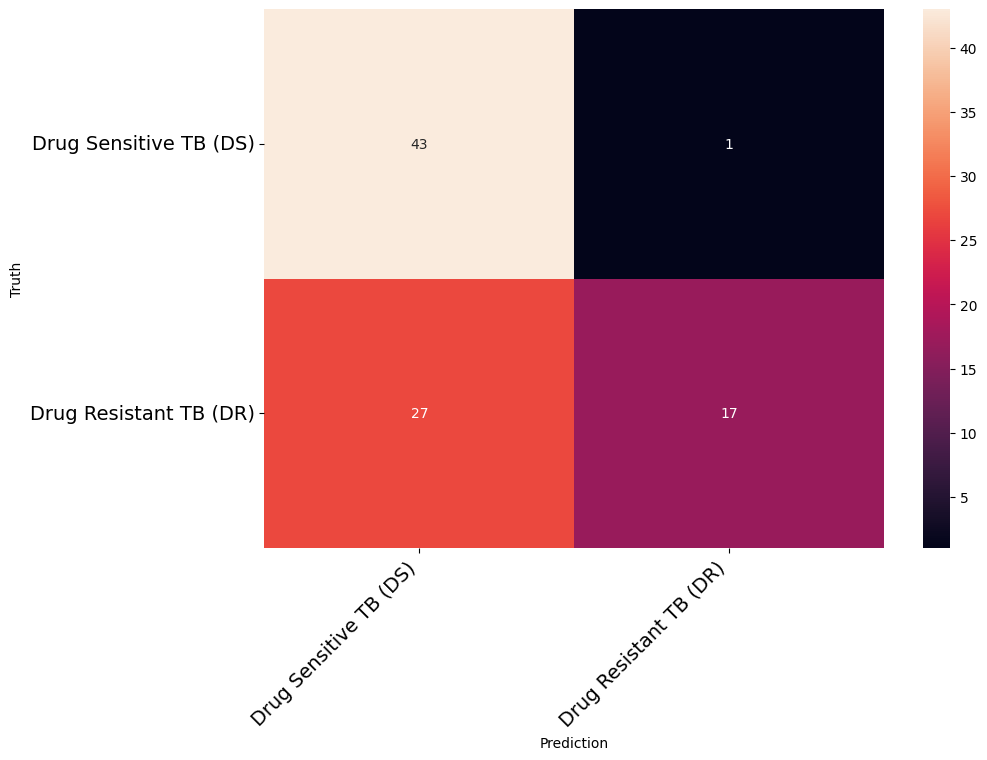 Drug Sensitive TB (DS)
Drug Resistant TB (DR)
Truth
43
1
27
17
Drug Sensitive TB (DS)
Drug Resistant TB (DR)
Prediction
40
35
30
25
20
15
10
5